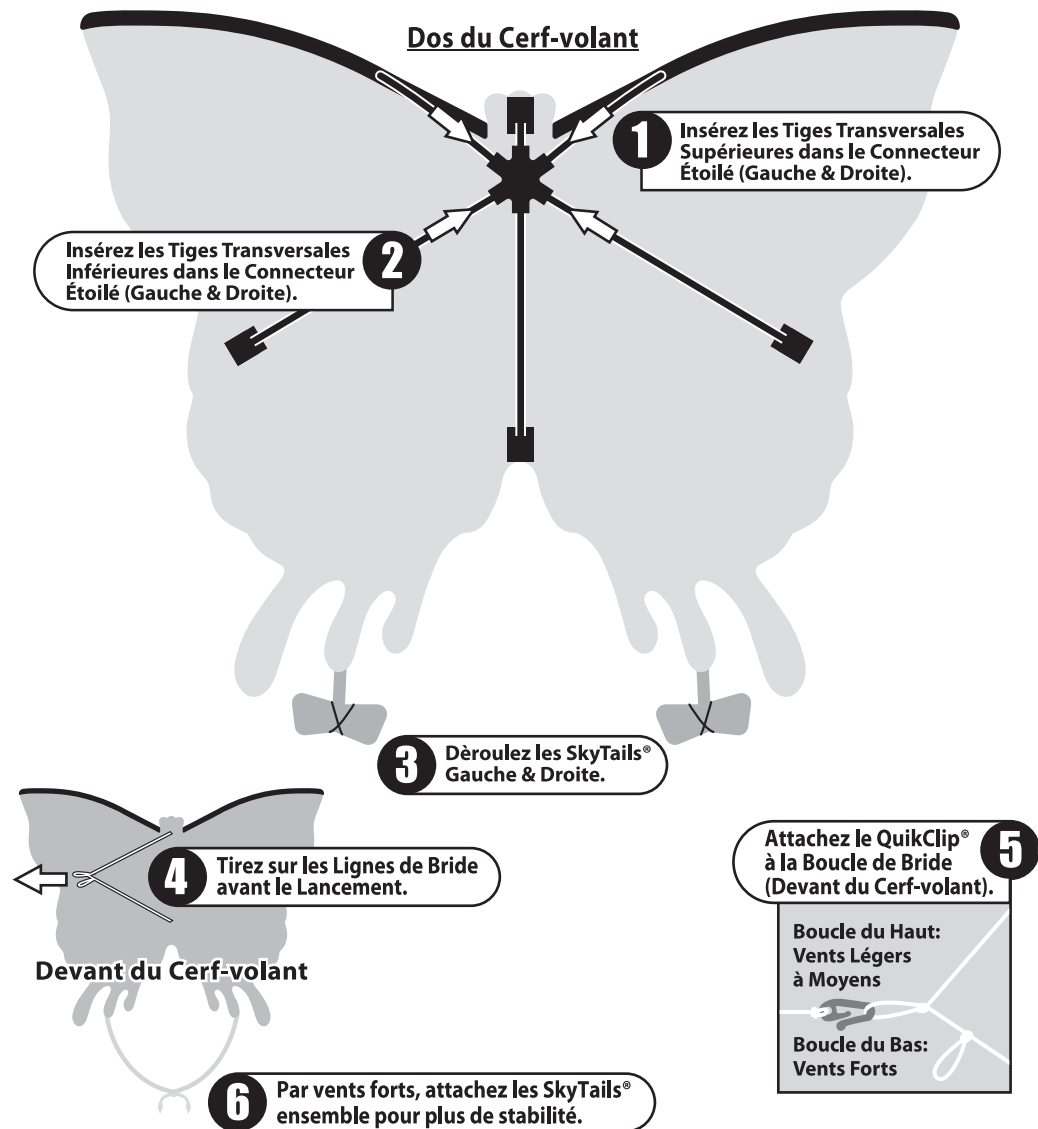 Dos du Cerf-volant
1
Insérez les Tiges Transversales
Supérieures dans le Connecteur
Étoilé (Gauche & Droite).
Insérez les Tiges Transversales
Inférieures dans le Connecteur
Étoilé (Gauche & Droite).
2
3
Dèroulez les SkyTails®
Gauche & Droite.
4
Tirez sur les Lignes de Bride
avant le Lancement.
Devant du Cerf-volant
Attachez le QuikClip®
à la Boucle de Bride
(Devant du Cerf-volant).
5
Boucle du Haut:
Vents Légers
à Moyens
Boucle du Bas:
Vents Forts
6
Par vents forts, attachez les SkyTails®
ensemble pour plus de stabilité.